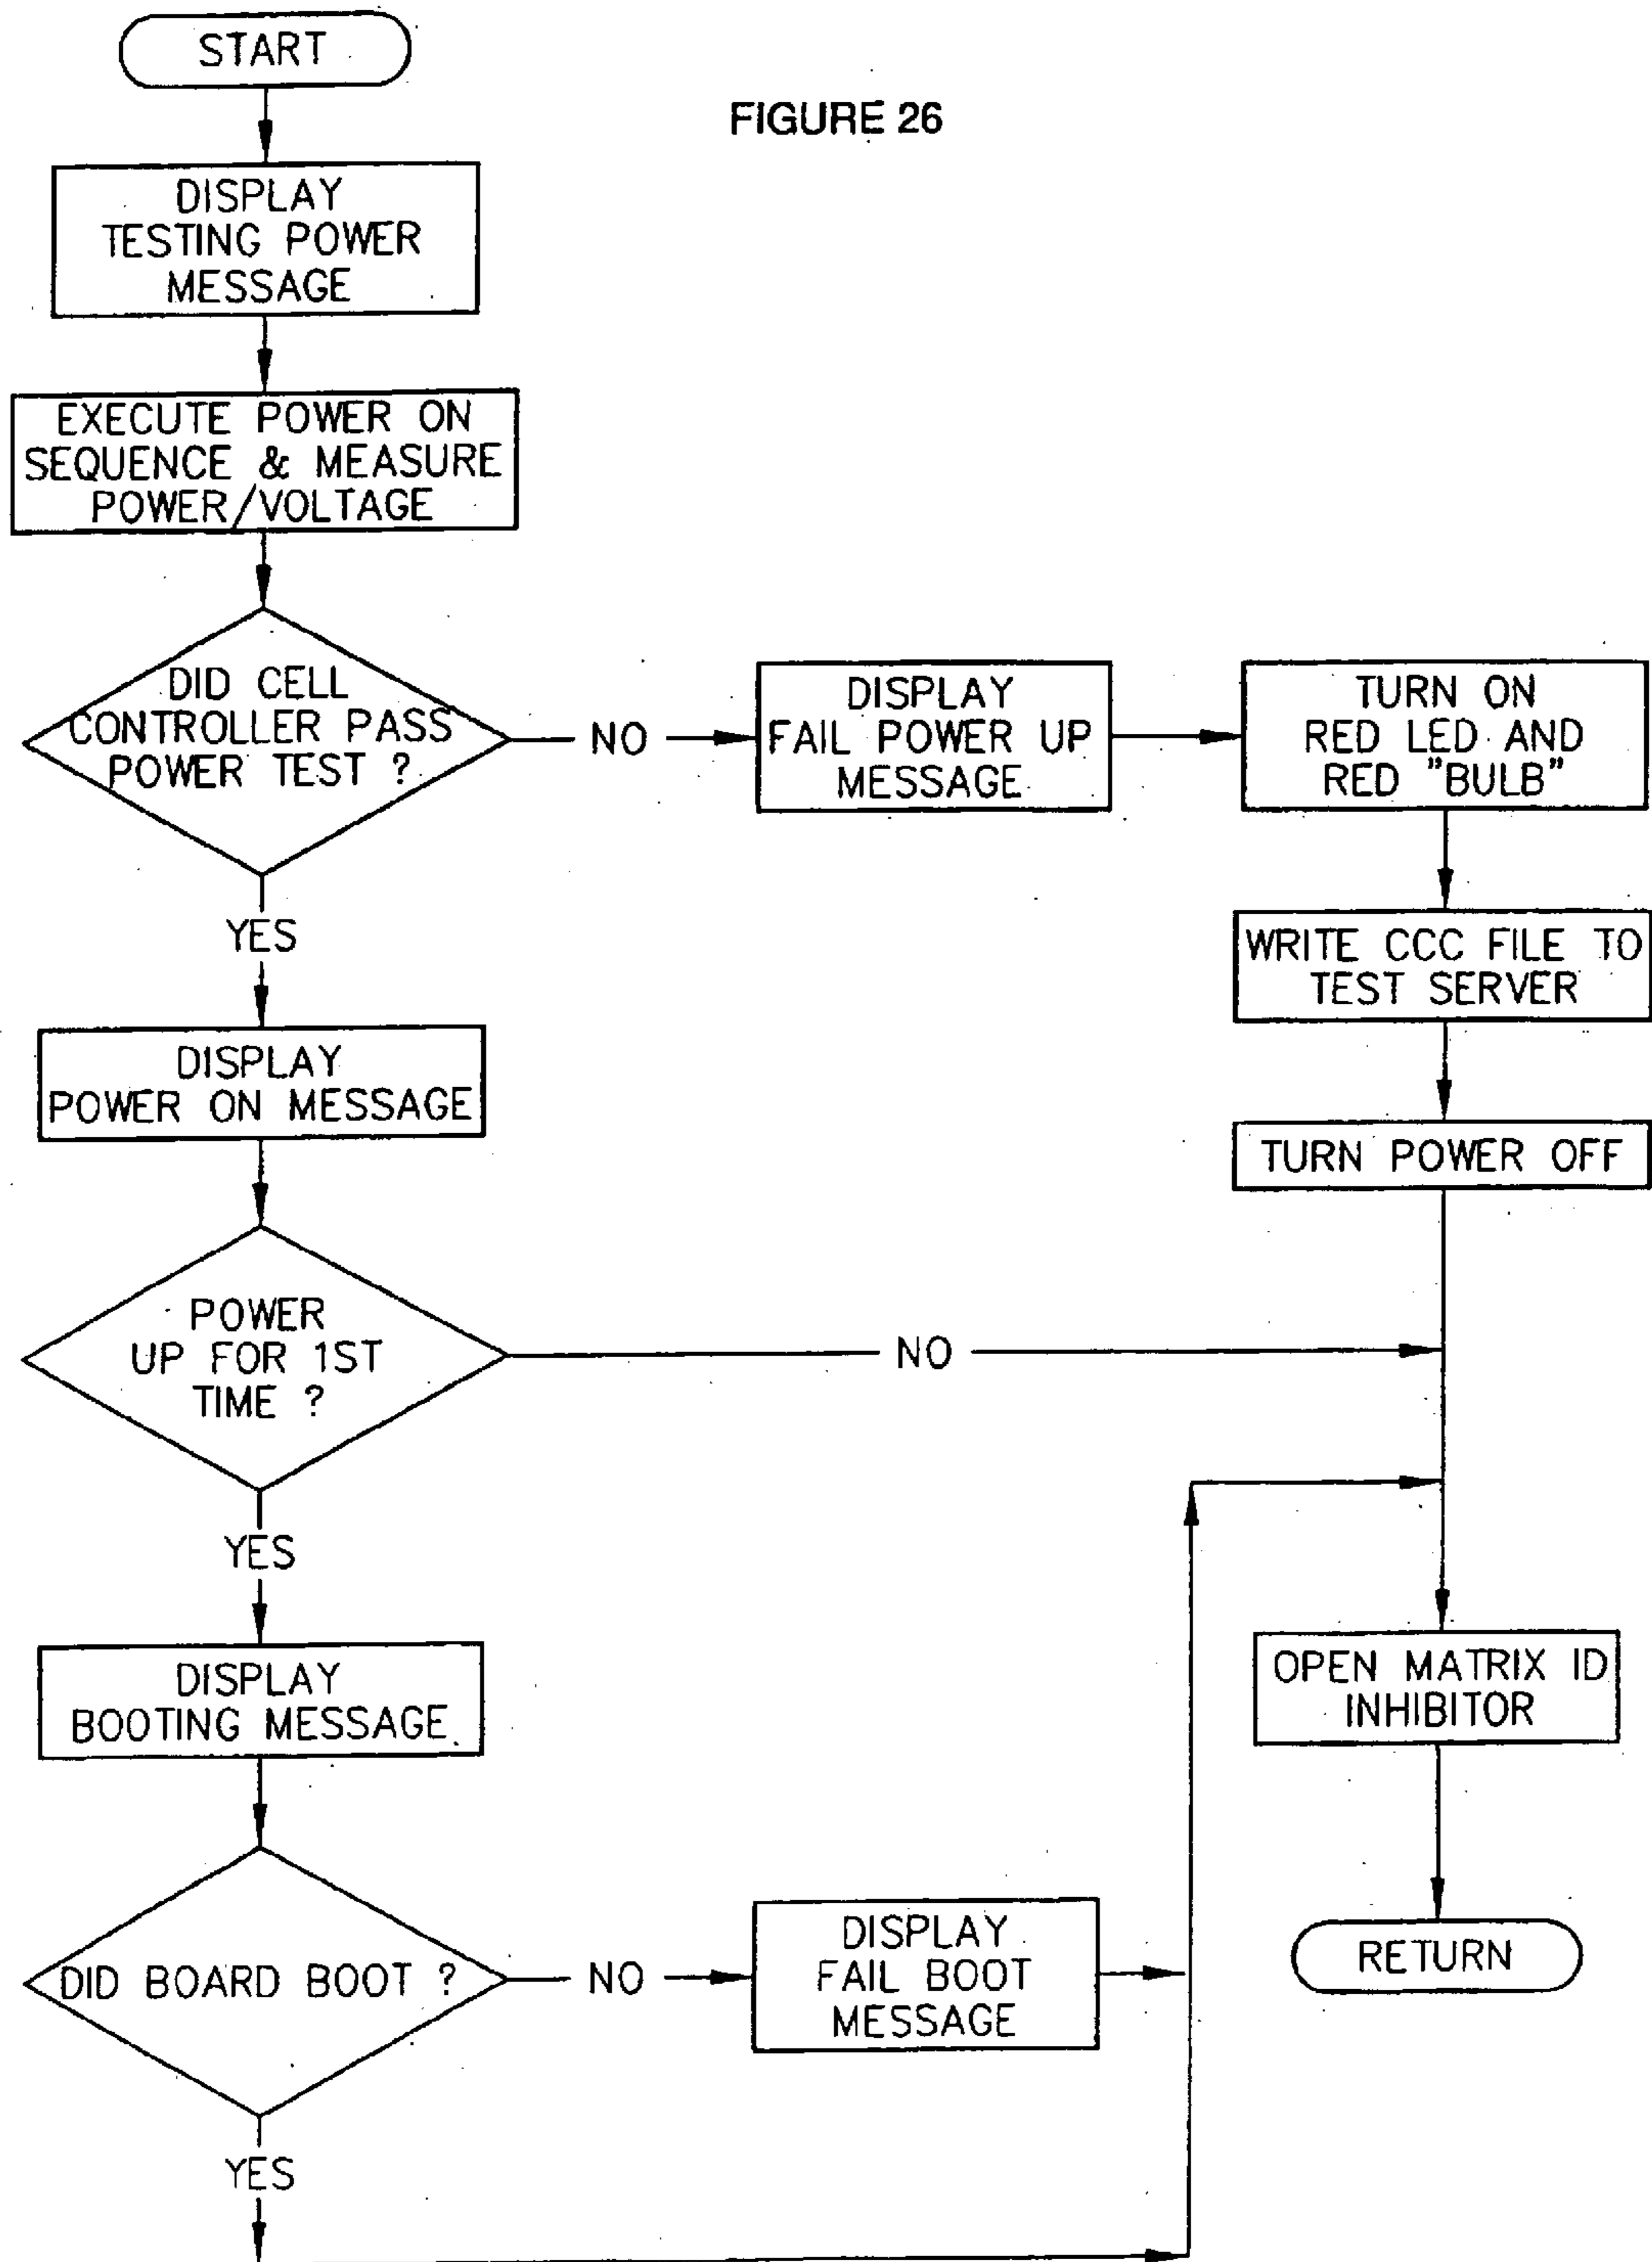 START
FIGURE 26
DISPLAY
TESTING POWER
MESSAGE
EXECUTE POWER ON
SEQUENCE & MEASURE
POWER/VOLTAGE
DID CELL
CONTROLLER PASS
POWER TEST ?
NO
DISPLAY
FAIL POWER UP
MESSAGE
TURN ON
RED LED AND
RED "BULB"
YES
WRITE CCC FILE TO
TEST SERVER
DISPLAY
POWER ON MESSAGE
TURN POWER OFF
POWER
UP FOR 1ST
TIME ?
NO
YES
DISPLAY
BOOTING MESSAGE
OPEN MATRIX ID
INHIBITOR
DID BOARD BOOT ?
NO
DISPLAY
FAIL BOOT
MESSAGE
RETURN
YES